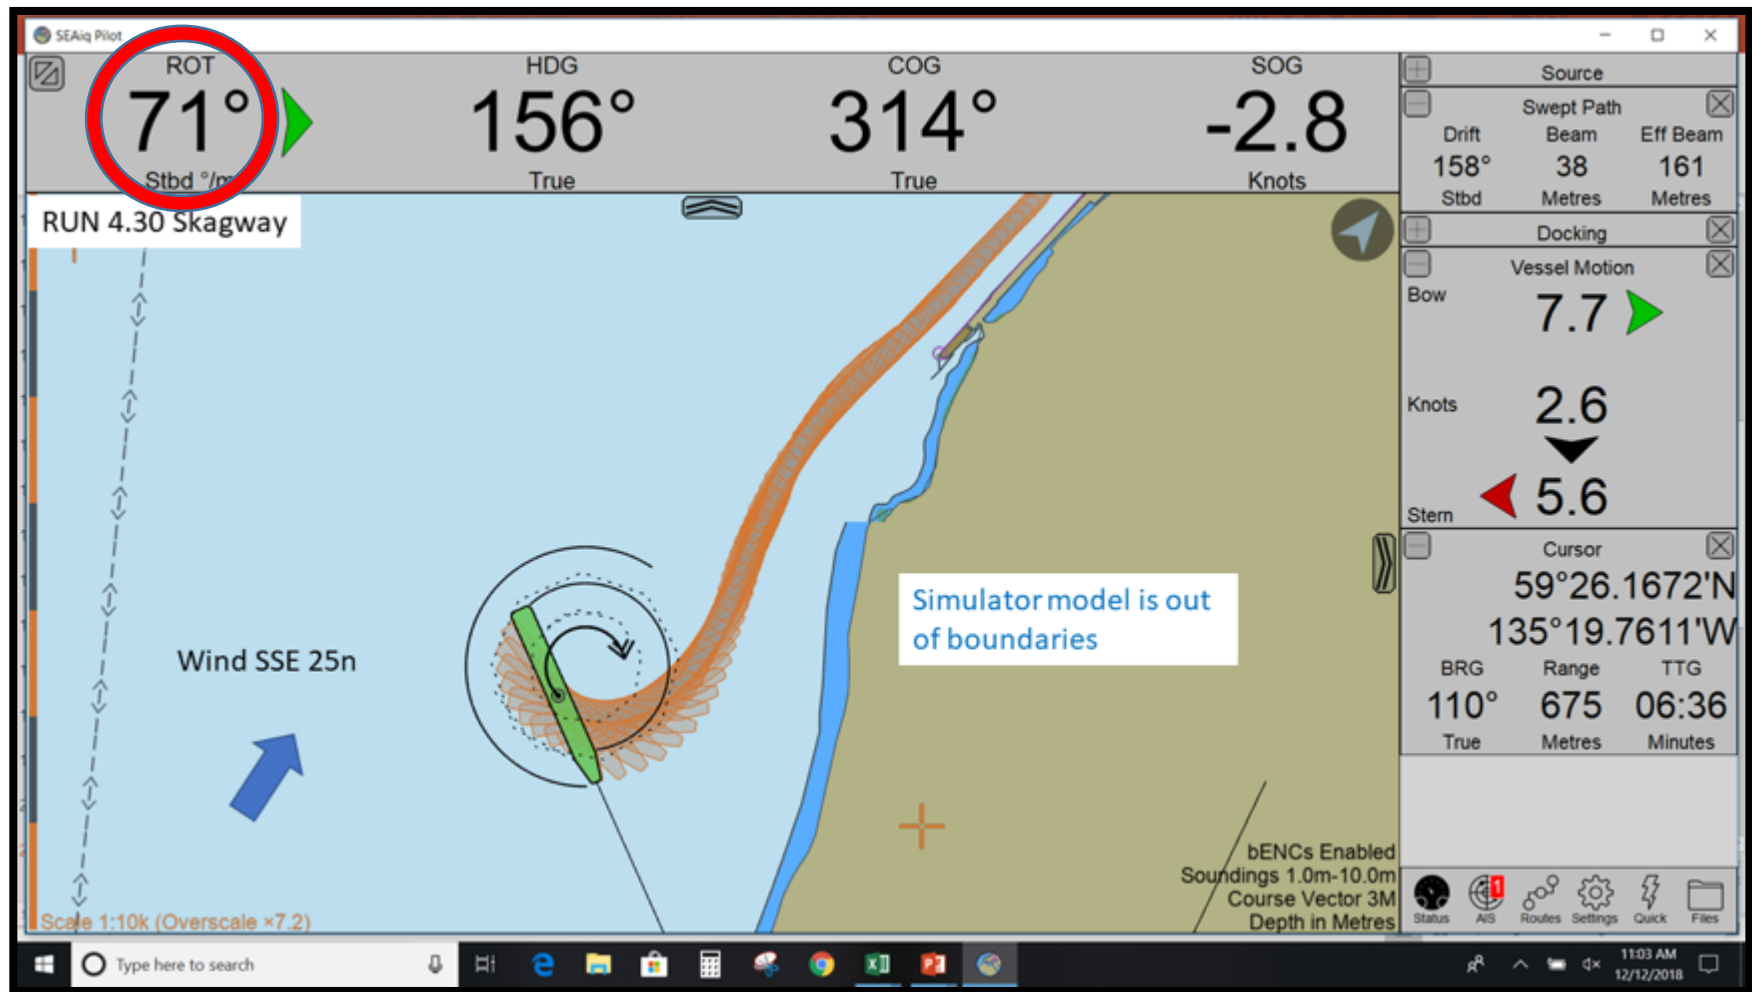 SEAiq Pilot
ROT
71°
Stbd °/m
HDG
156°
True
COG
314°
True
SOG
-2.8
Knots
RUN 4.30 Skagway
Wind SSE 25n
Simulator model is out
of boundaries
bENCs Enabled
Soundings 1.0m-10.0m
Course Vector 3M
Depth in Metres
Scale 1:10k (Overscale ×7.2)
Source
Swept Path
Drift Beam Eff Beam
158° 38 161
Stbd Metres Metres
Docking
Vessel Motion
Bow 7.7
Knots 2.6
Stern 5.6
Cursor
59°26.1672'N
135°19.7611'W
BRG Range TTG
110° 675 06:36
True Metres Minutes
1
Status AIS Routes Settings Quick Files
Type here to search
11:03 AM
12/12/2018